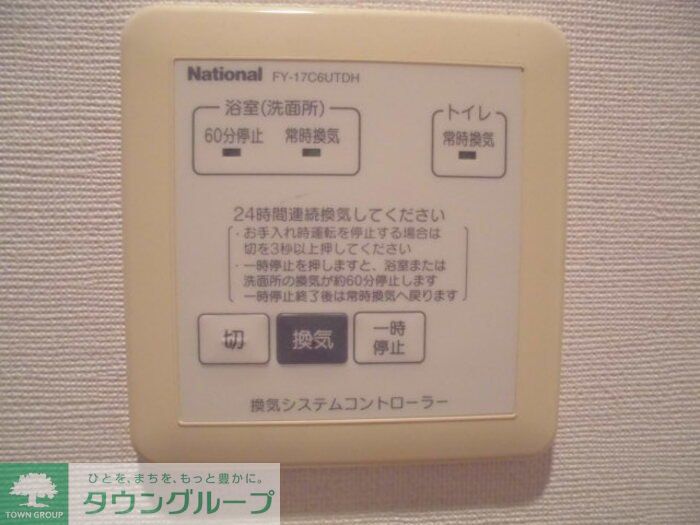 National FY-17C6UTDH
浴室(洗面所)
60分停止 常時換気
トイレ
常時換気
24時間連続換気してください
・お手入れ時運転を停止する場合は
切を3秒以上押してください
・一時停止を押しますと、浴室または
洗面所の換気が約60分停止します
一時停止終了後は常時換気へ戻ります
切 換気 一時
停止
換気システムコントローラー
TOWN GROUP
ひとを、まちを、もっと豊かに。
タウングループ